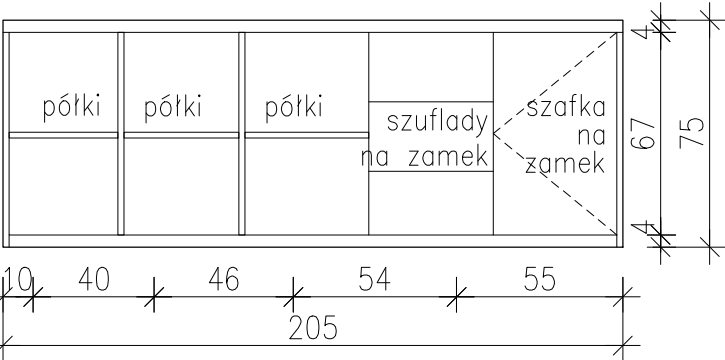 półki
półki
półki
szuflady
na zamek
szafka
na
zamek
4
67
4
75
10
40
46
54
55
205